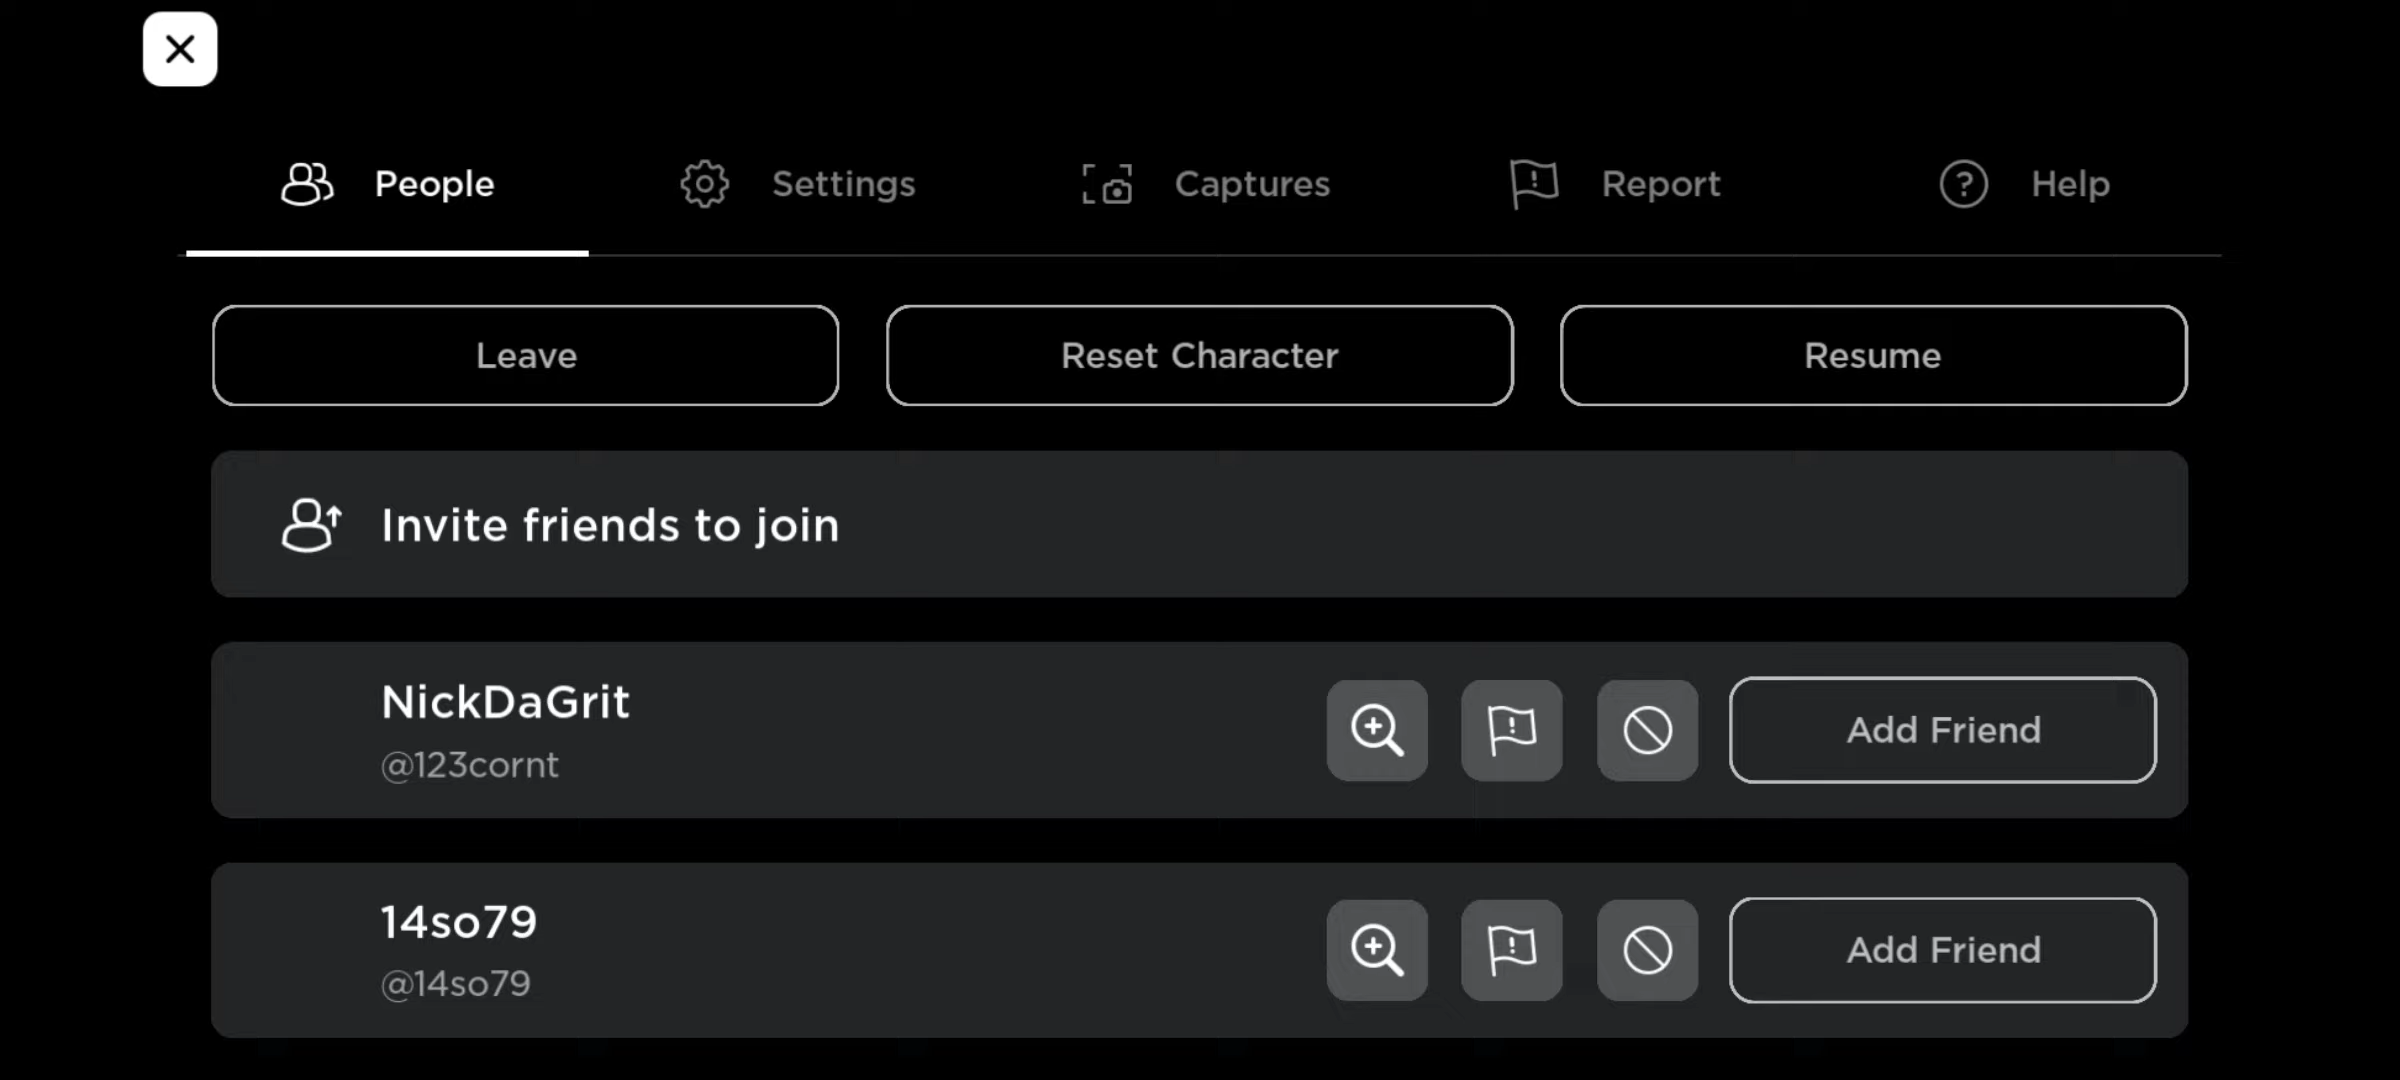 People
Settings
Captures
Report
Help
Leave
Reset Character
Resume
Invite friends to join
NickDaGrit
@123cornt
Add Friend
14so79
@14so79
Add Friend